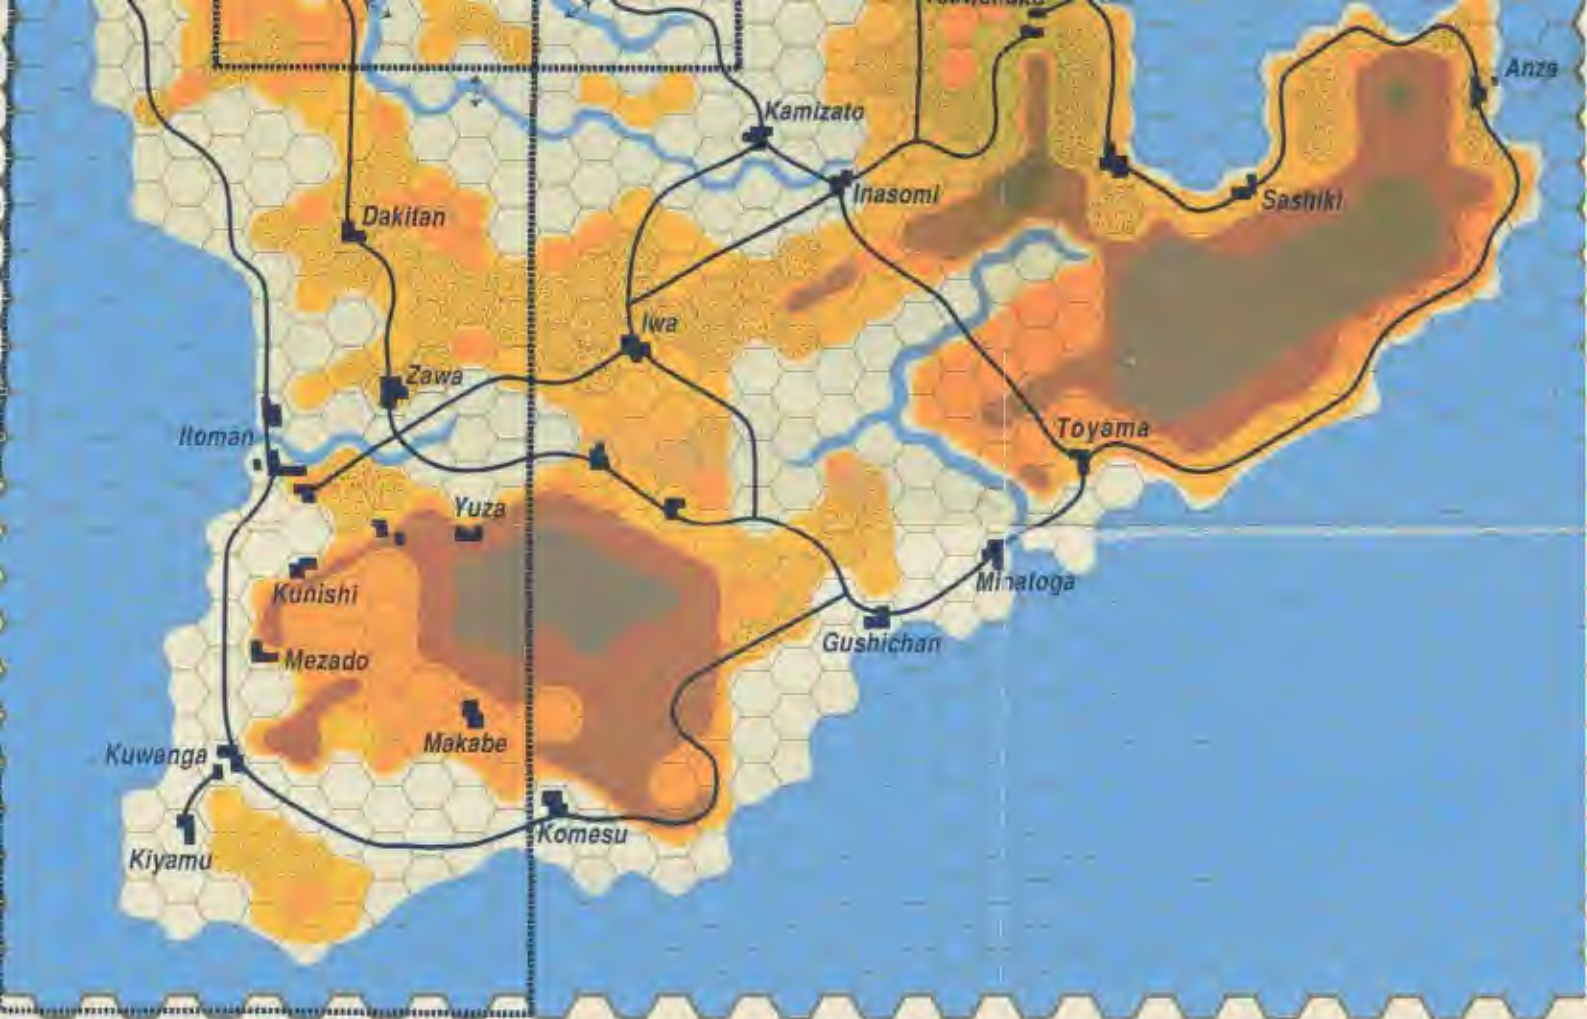 Anze
Kamizato
Inasomi
Sashiki
Dakitan
Iwa
Zawa
Itoman
Toyama
Yuza
Minatoga
Kunishi
Gushichan
Mezado
Makabe
Kuwanga
Komesu
Kiyamu